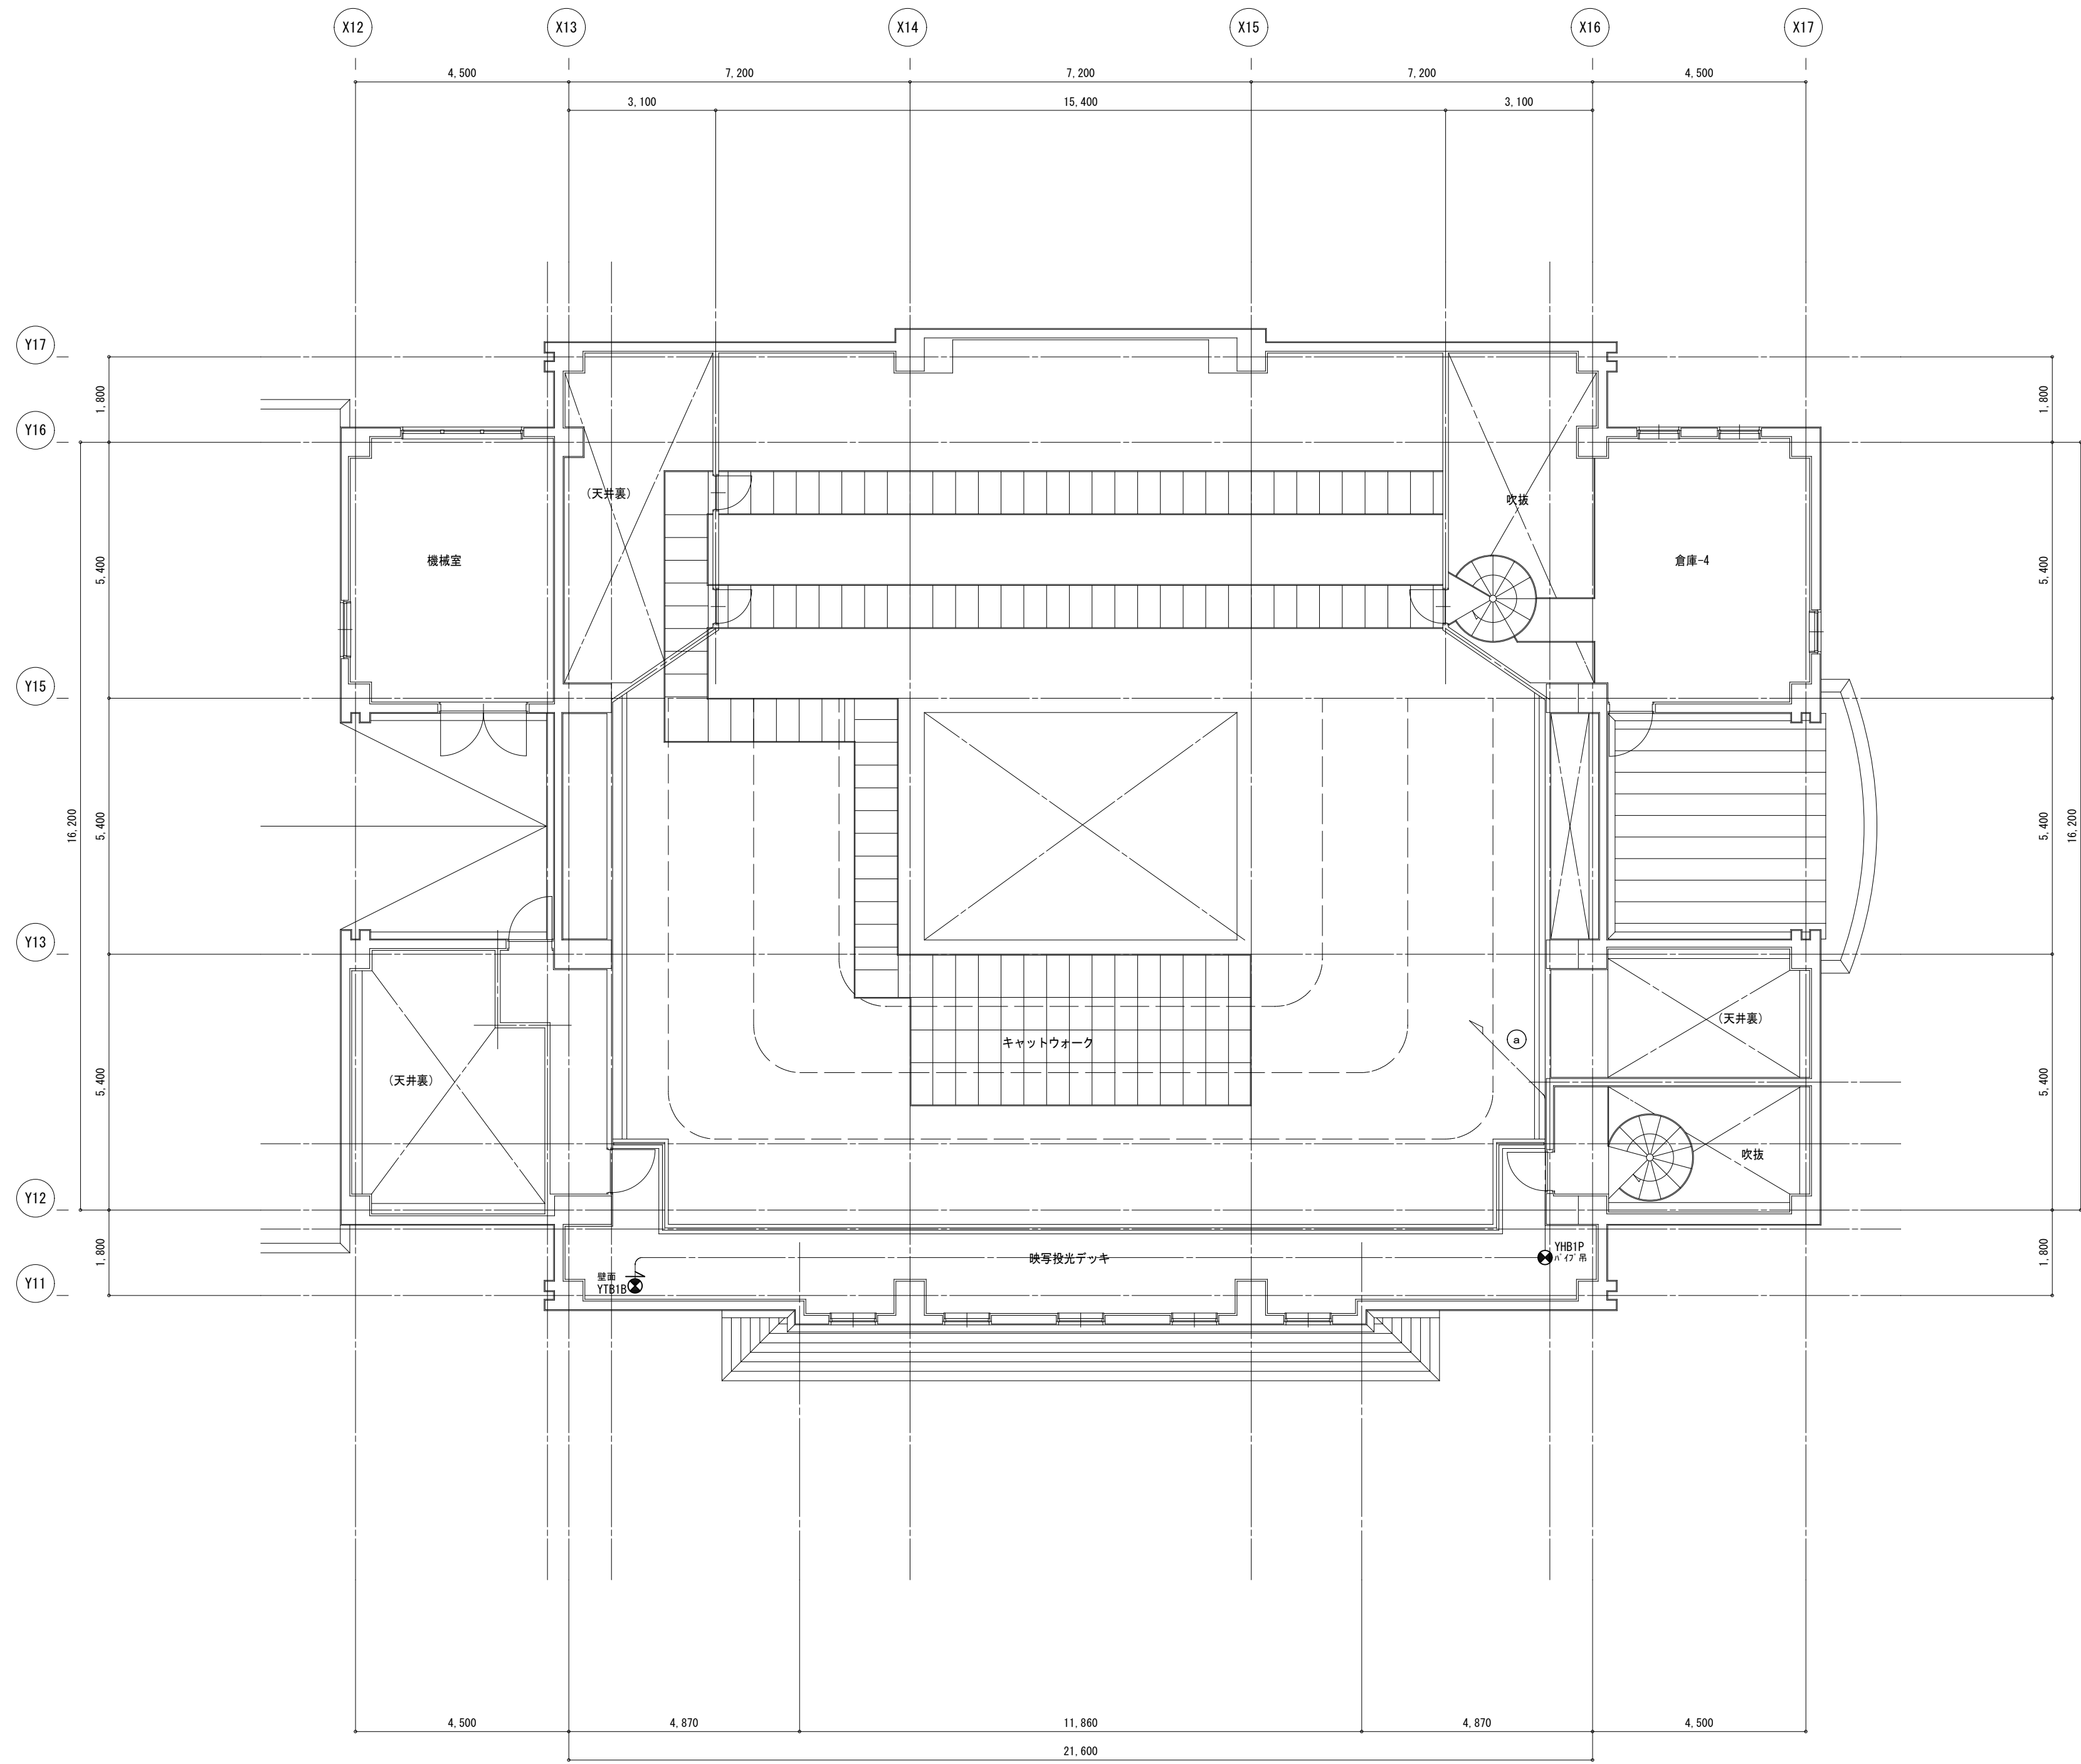 X12
X13
X14
X15
X16
X17
4,500
7,200
7,200
7,200
4,500
3,100
15,400
3,100
Y17
1,800
1,800
Y16
(天井裏)
吹抜
機械室
倉庫-4
5,400
5,400
Y15
16,200
5,400
5,400
16,200
Y13
(天井裏)
キャットウォーク
a
(天井裏)
5,400
5,400
吹抜
Y12
映写投光デッキ
YHB1P
パイプ吊
1,800
1,800
壁面
YTB1B
Y11
4,500
4,870
11,860
4,870
4,500
21,600